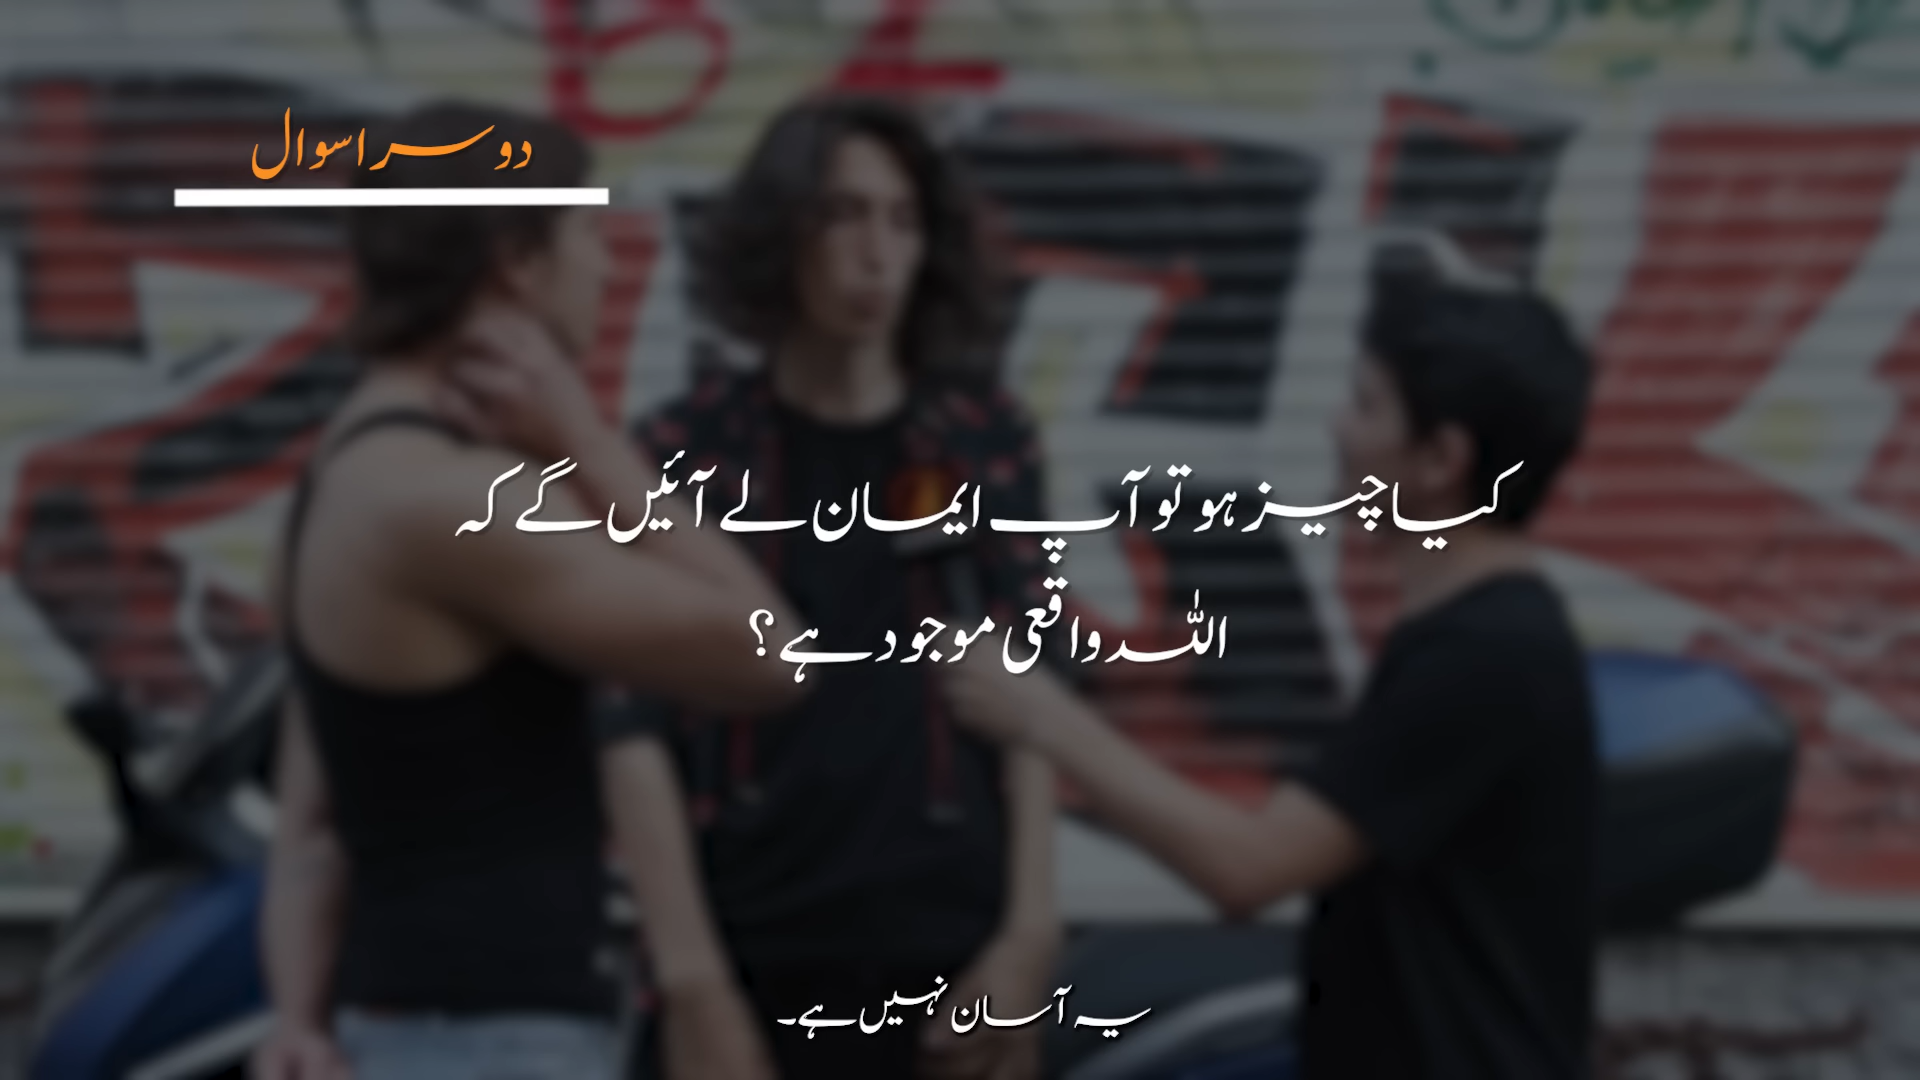 دوسرا سوال
کیا چیز ہو تو آپ ایمان لے آئیں گے کہ
اللہ واقعی موجود ہے؟
یہ آسان نہیں ہے۔